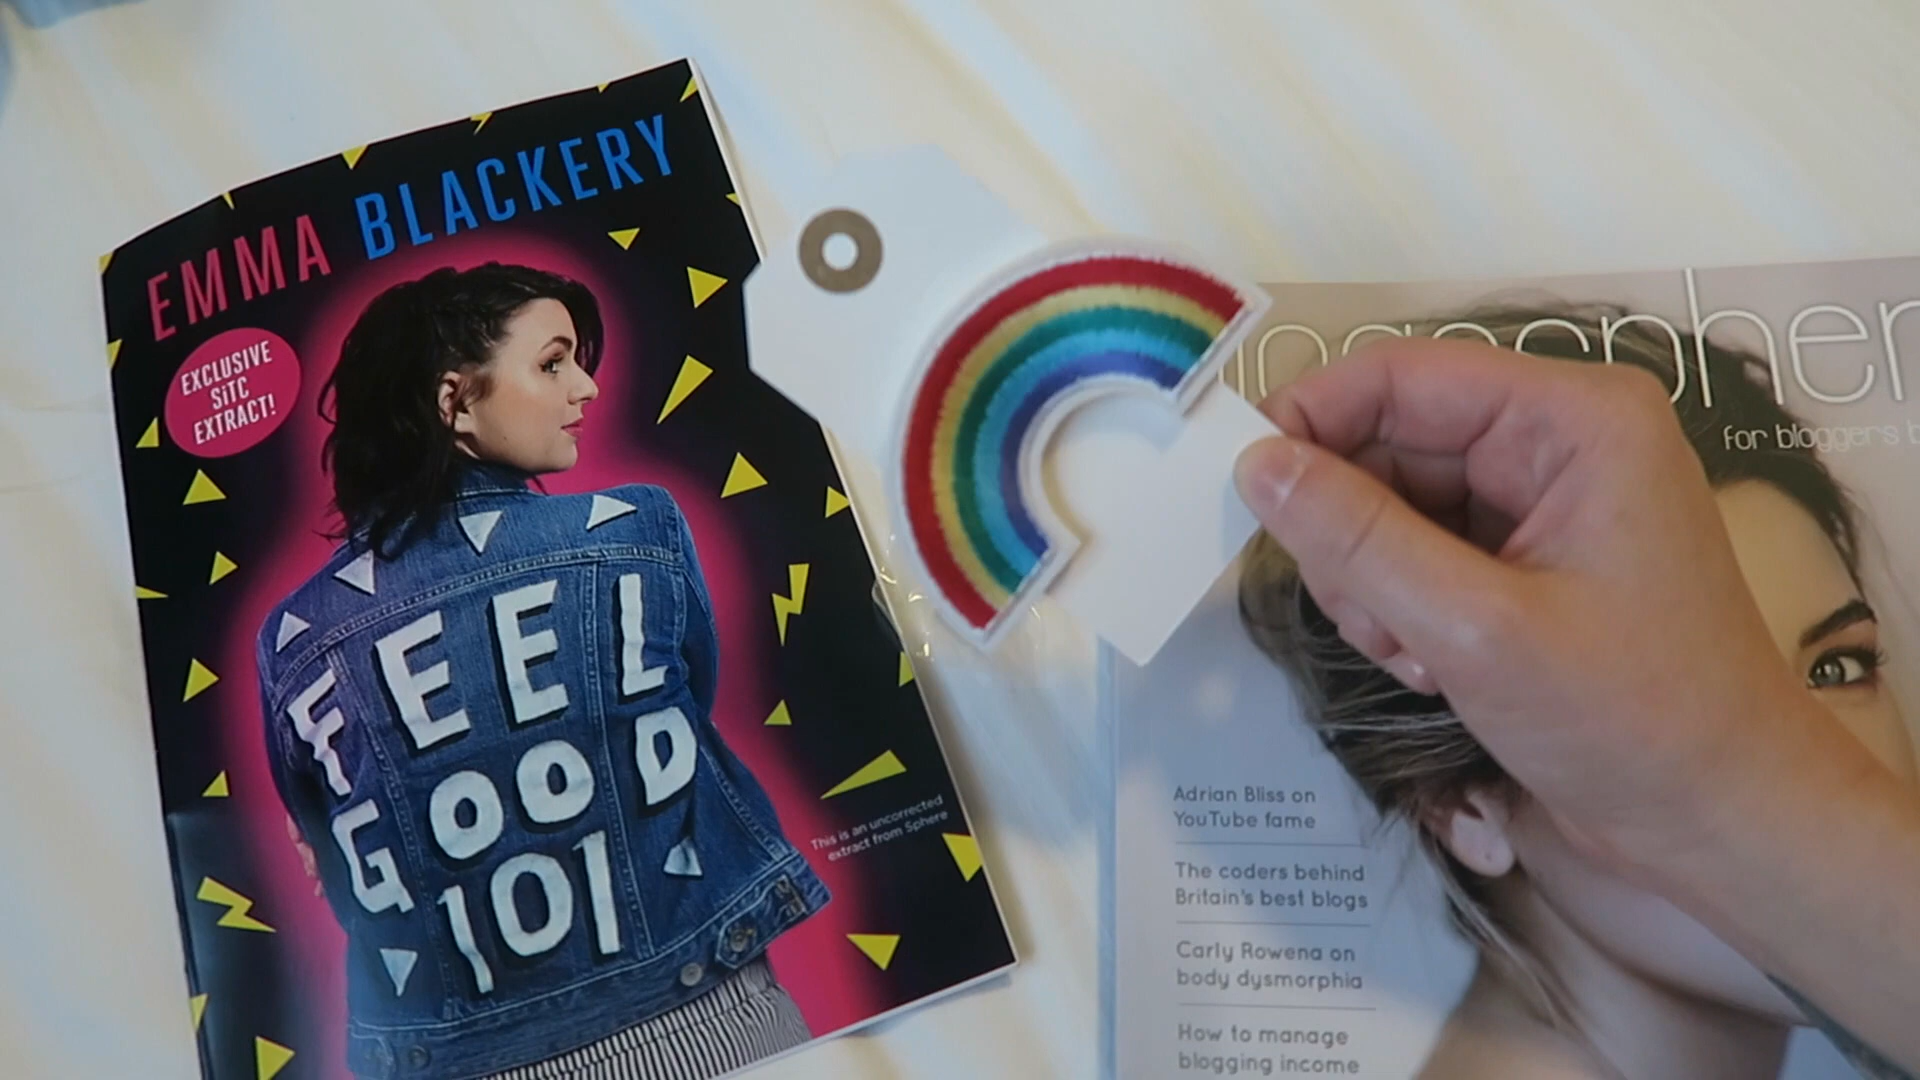 EMMA BLACKERY
EXCLUSIVE
SiTC
EXTRACT!
FEEL
GOOD
101
This is an uncorrected
extract from Sphere
for bloggers
Adrian Bliss on
YouTube fame
The coders behind
Britain's best blogs
Carly Rowena on
body dysmorphia
How to manage
blogging income